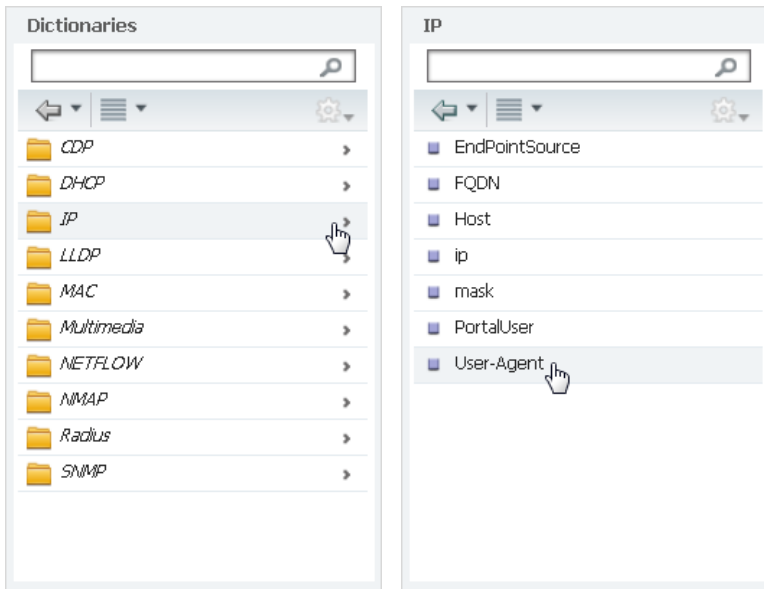 Dictionaries
CDP
DHCP
IP
LLDP
MAC
Multimedia
NETFLOW
NMAP
Radius
SNMP
IP
EndPointSource
FQDN
Host
ip
mask
PortalUser
User-Agent